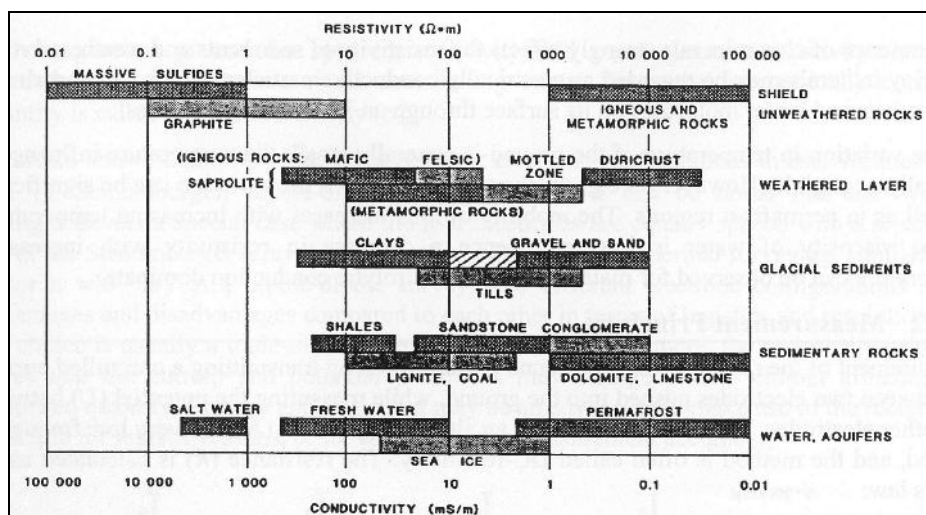 RESISTIVITY (Ω•m)
0.01 0.1 1 10 100 1 000 10 000 100 000
MASSIVE SULFIDES
SHIELD
GRAPHITE
IGNEOUS AND
METAMORPHIC ROCKS
UNWEATHERED ROCKS
(IGNEOUS ROCKS: MAFIC FELSIC) MOTTLED DURICRUST
ZONE
SAPROLITE
WEATHERED LAYER
(METAMORPHIC ROCKS)
CLAYS GRAVEL AND SAND
GLACIAL SEDIMENTS
TILLS
SHALES SANDSTONE CONGLOMERATE
SEDIMENTARY ROCKS
LIGNITE, COAL DOLOMITE, LIMESTONE
SALT WATER FRESH WATER PERMAFROST
WATER, AQUIFERS
SEA ICE
100 000 10 000 1 000 100 10 1 0.1 0.01
CONDUCTIVITY (mS/m)